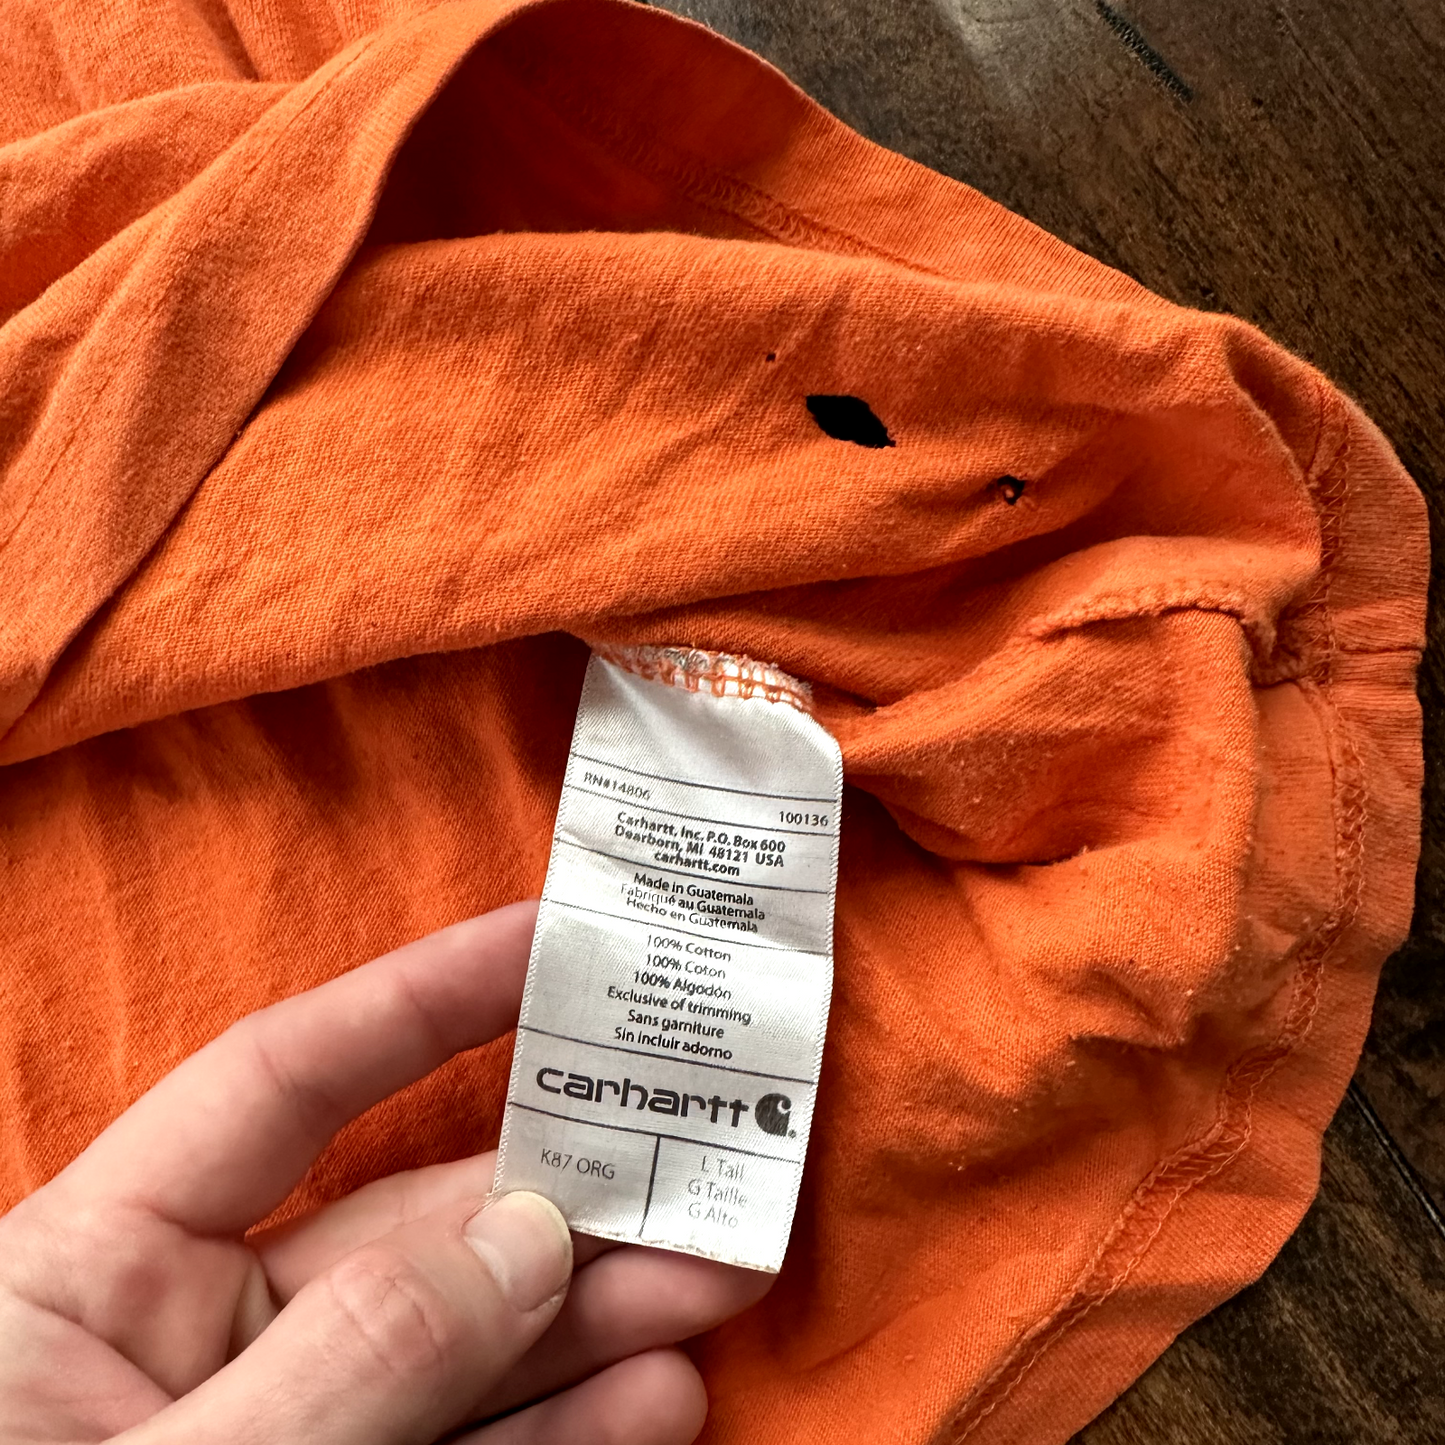 RN#14806
100136
Carhartt, Inc. P.O. Box 600
Dearborn, MI 48121 USA
carhartt.com
Made in Guatemala
Fabriqué au Guatemala
Hecho en Guatemala
100% Cotton
100% Coton
100% Algodón
Exclusive of trimming
Sans garniture
Sin incluir adorno
carhartt
K87 ORG
L Tall
G Taille
G Alto